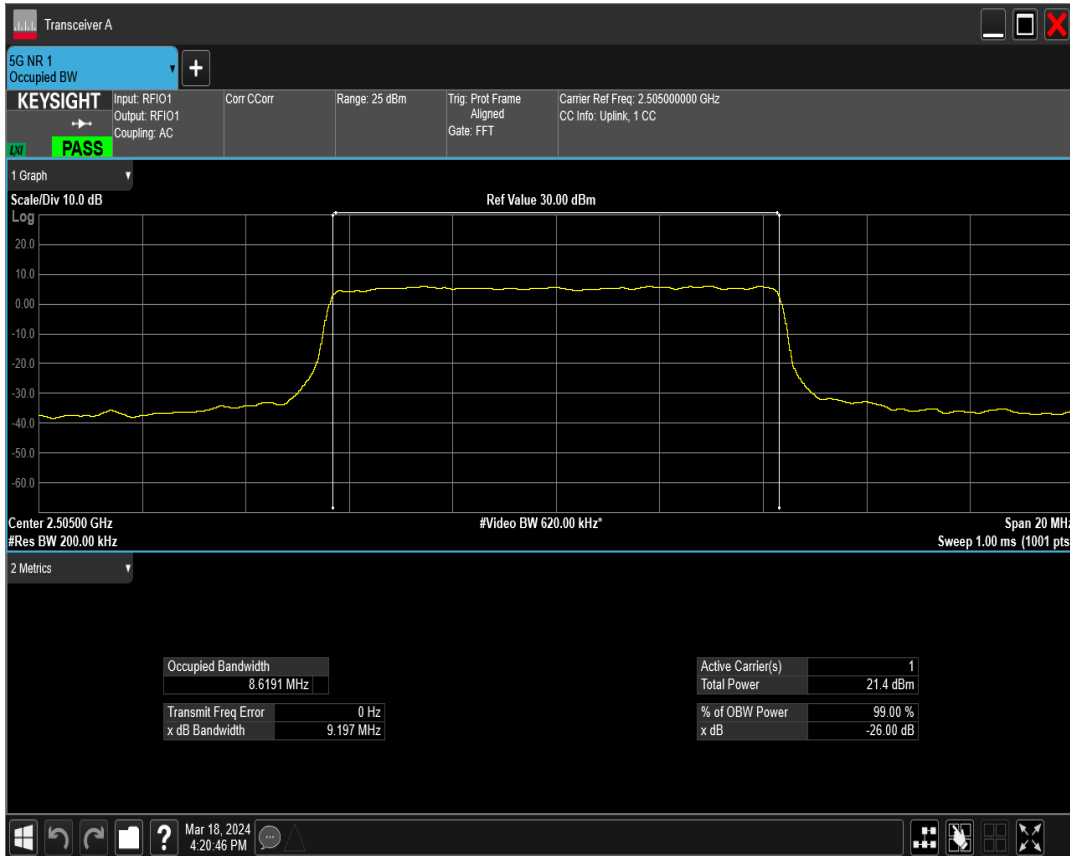 Transceiver A
5G NR 1
Occupied BW
KEYSIGHT
LXI
PASS
Input: RFIO1
Output: RFIO1
Coupling: AC
Corr CCorr
Range: 25 dBm
Trig: Prot Frame
Aligned
Gate: FFT
Carrier Ref Freq: 2.505000000 GHz
CC Info: Uplink, 1 CC
1 Graph
Scale/Div 10.0 dB
Ref Value 30.00 dBm
Log
20.0
10.0
0.00
-10.0
-20.0
-30.0
-40.0
-50.0
-60.0
Center 2.50500 GHz
#Video BW 620.00 kHz*
Span 20 MHz
#Res BW 200.00 kHz
Sweep 1.00 ms (1001 pts
2 Metrics
Occupied Bandwidth
8.6191 MHz
Transmit Freq Error 0 Hz
x dB Bandwidth 9.197 MHz
Active Carrier(s) 1
Total Power 21.4 dBm
% of OBW Power 99.00 %
x dB -26.00 dB
Mar 18, 2024
4:20:46 PM